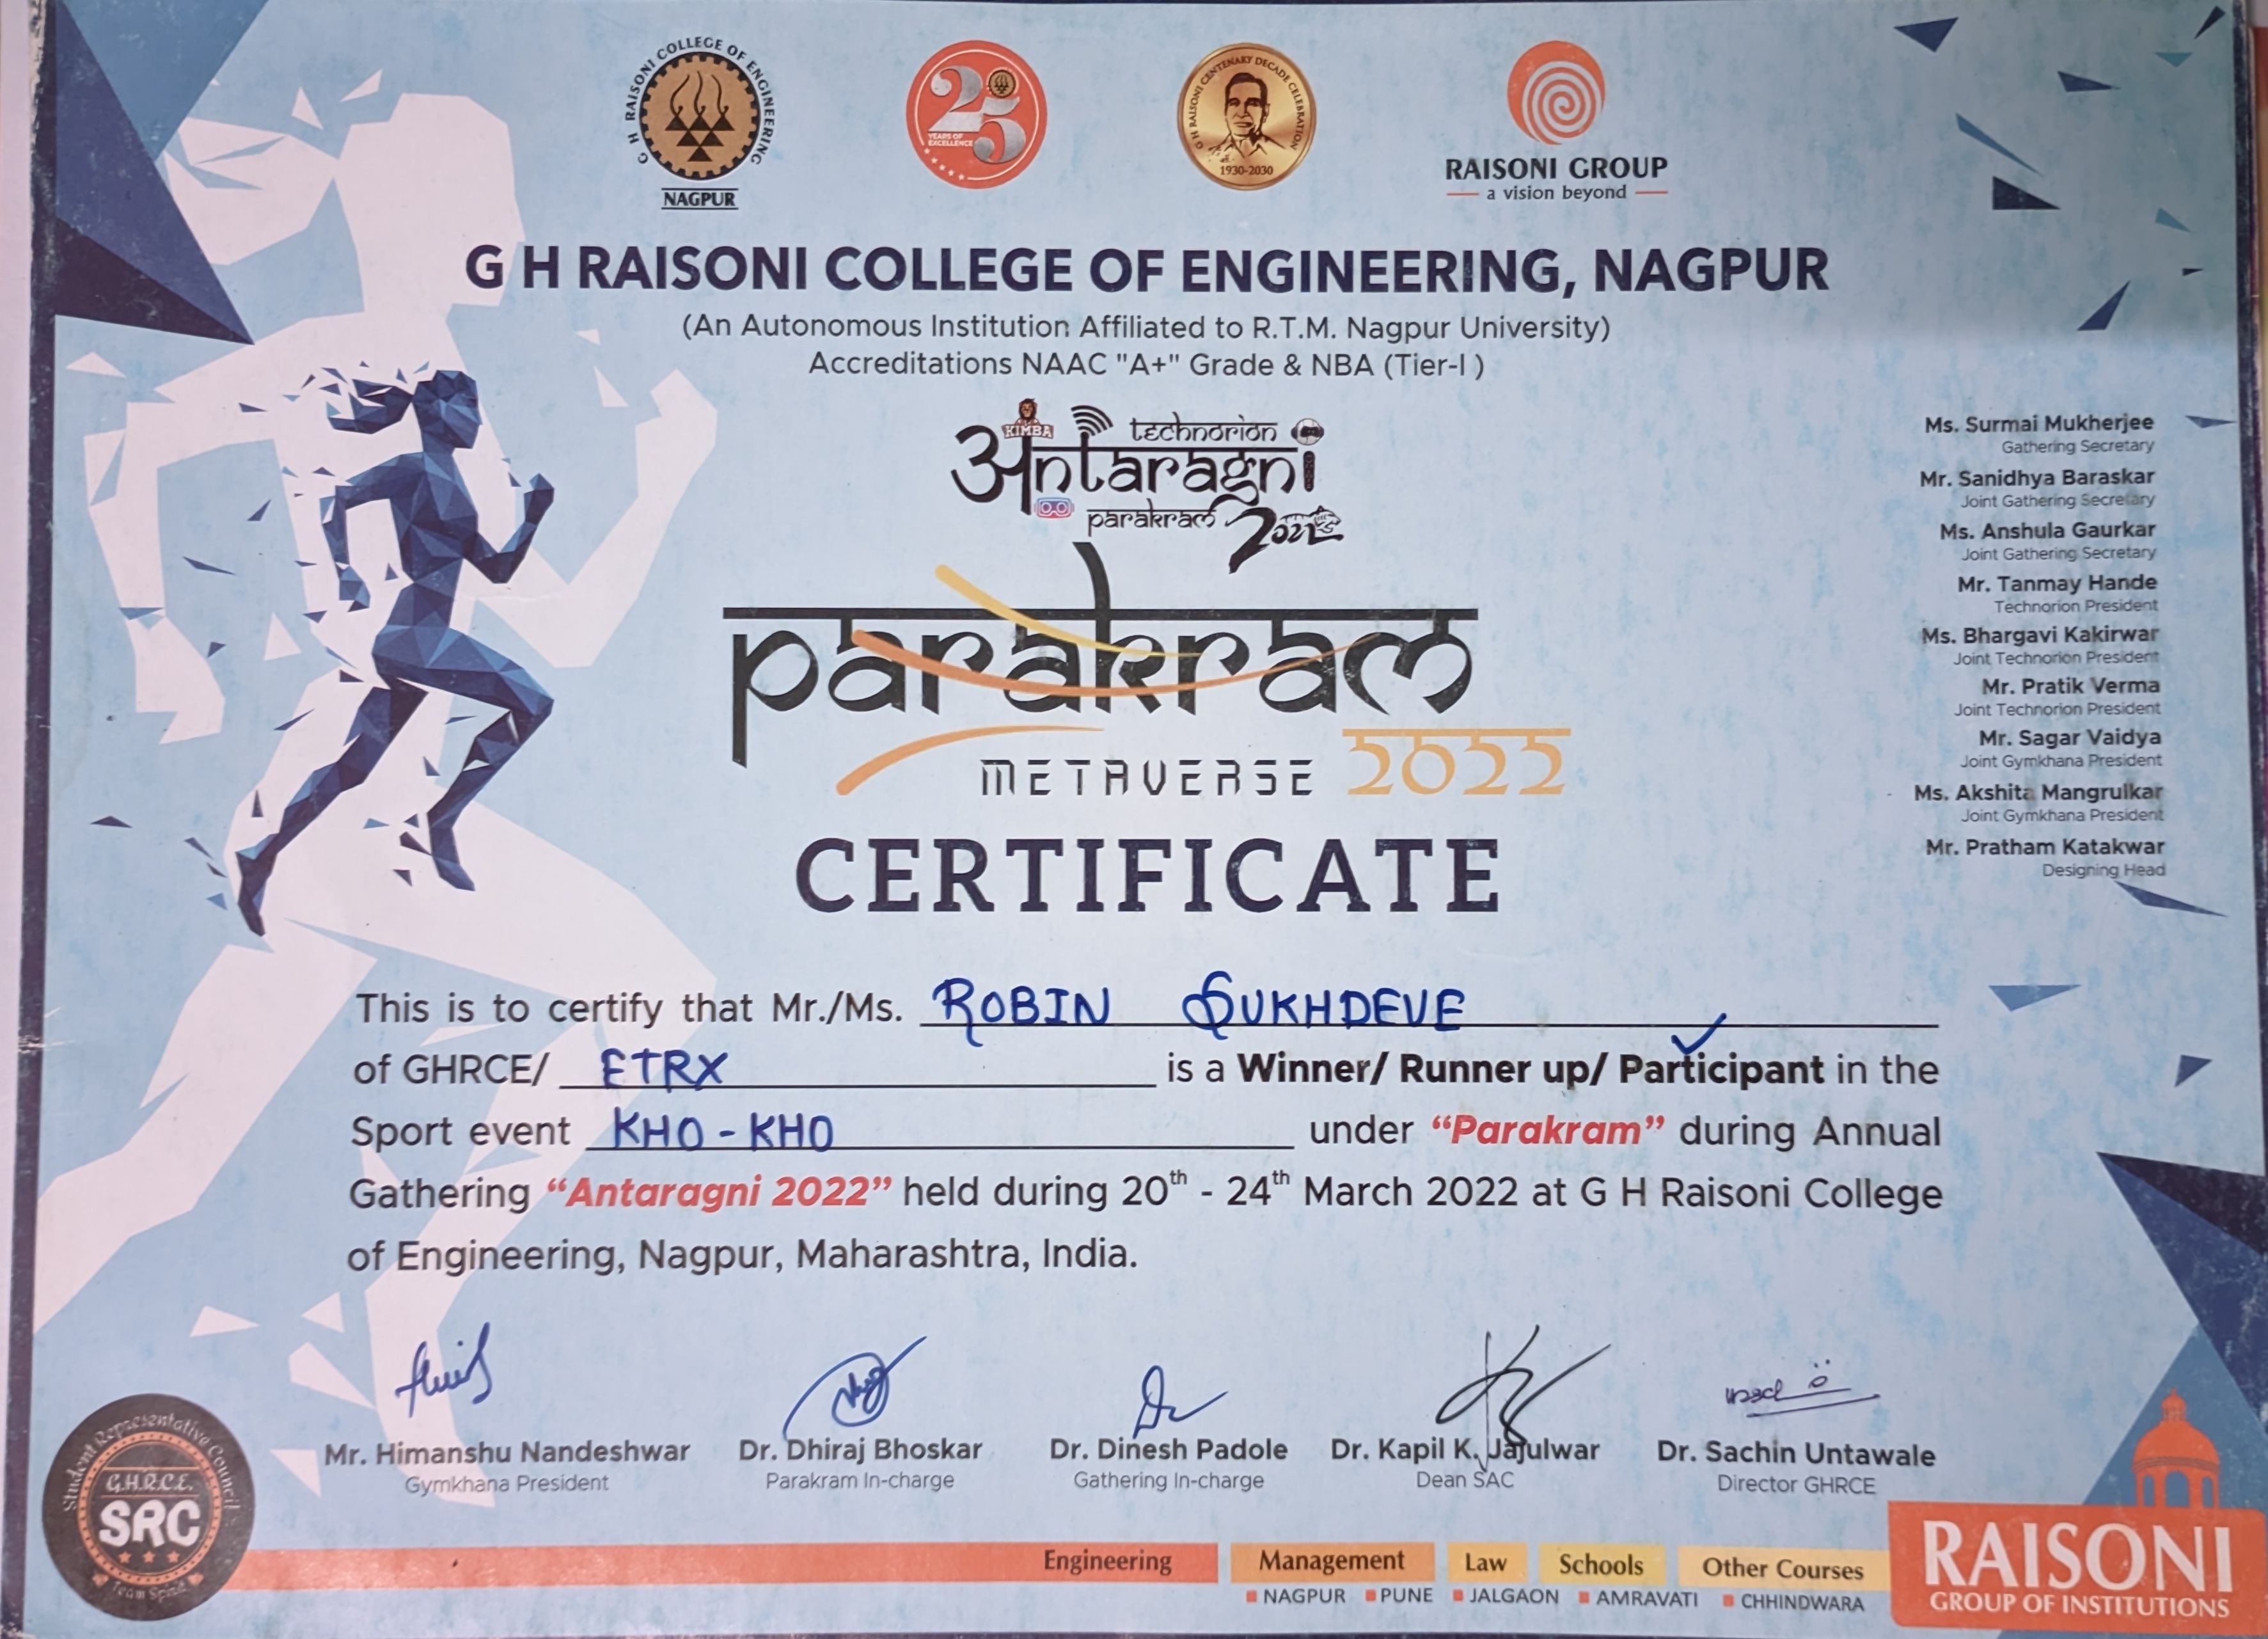 G H RAISONI COLLEGE OF ENGINEERING
NAGPUR
25
YEARS OF
EXCELLENCE
G H RAISONI CENTENARY DECADE CELEBRATION
1930-2030
RAISONI GROUP
a vision beyond
G H RAISONI COLLEGE OF ENGINEERING, NAGPUR
(An Autonomous Institution Affiliated to R.T.M. Nagpur University)
Accreditations NAAC "A+" Grade & NBA (Tier-I )
KIMBA
technorion
अntaragni
parakram 2022
parakram
METAVERSE 2022
CERTIFICATE
Ms. Surmai Mukherjee
Gathering Secretary
Mr. Sanidhya Baraskar
Joint Gathering Secretary
Ms. Anshula Gaurkar
Joint Gathering Secretary
Mr. Tanmay Hande
Technorion President
Ms. Bhargavi Kakirwar
Joint Technorion President
Mr. Pratik Verma
Joint Technorion President
Mr. Sagar Vaidya
Joint Gymkhana President
Ms. Akshita Mangrulkar
Joint Gymkhana President
Mr. Pratham Katakwar
Designing Head
This is to certify that Mr./Ms. ROBIN SUKHDEVE
of GHRCE/ ETRX is a Winner/ Runner up/ Participant in the
Sport event KHO - KHO under “Parakram” during Annual
Gathering “Antaragni 2022” held during 20th - 24th March 2022 at G H Raisoni College
of Engineering, Nagpur, Maharashtra, India.
Mr. Himanshu Nandeshwar
Gymkhana President
Dr. Dhiraj Bhoskar
Parakram In-charge
Dr. Dinesh Padole
Gathering In-charge
Dr. Kapil K. Jajulwar
Dean SAC
Dr. Sachin Untawale
Director GHRCE
Student Representative Council
G.H.R.C.E.
SRC
Team Spirit
Engineering Management Law Schools Other Courses
NAGPUR PUNE JALGAON AMRAVATI CHHINDWARA
RAISONI
GROUP OF INSTITUTIONS